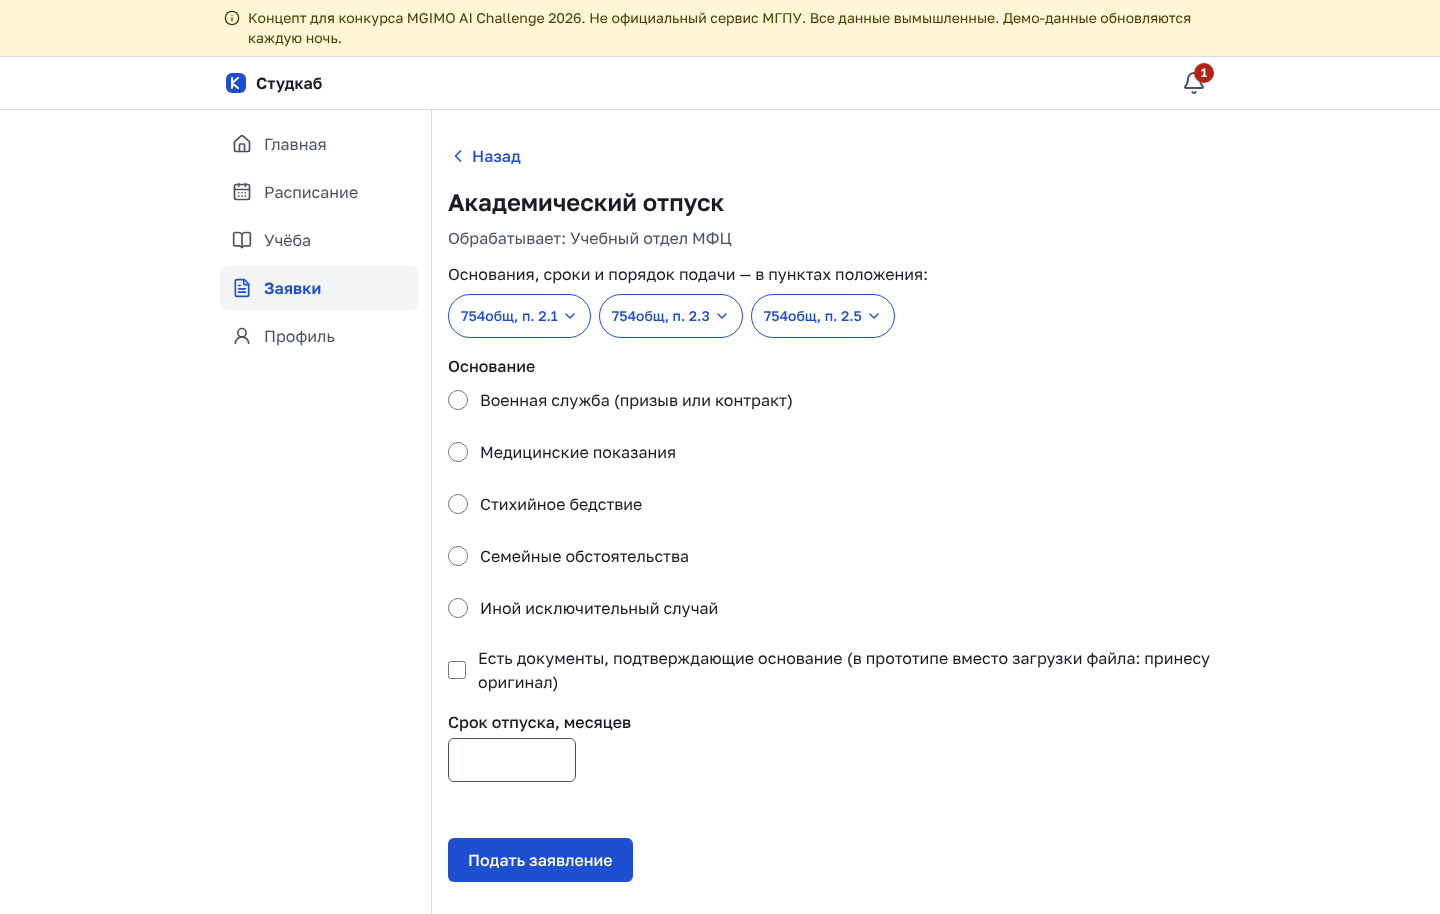 Концепт для конкурса MGIMO AI Challenge 2026. Не официальный сервис МГПУ. Все данные вымышленные. Демо-данные обновляются
каждую ночь.
Студкаб
1
Главная
Расписание
Учёба
Заявки
Профиль
Назад
Академический отпуск
Обрабатывает: Учебный отдел МФЦ
Основания, сроки и порядок подачи — в пунктах положения:
754общ, п. 2.1
754общ, п. 2.3
754общ, п. 2.5
Основание
Военная служба (призыв или контракт)
Медицинские показания
Стихийное бедствие
Семейные обстоятельства
Иной исключительный случай
Есть документы, подтверждающие основание (в прототипе вместо загрузки файла: принесу
оригинал)
Срок отпуска, месяцев
Подать заявление